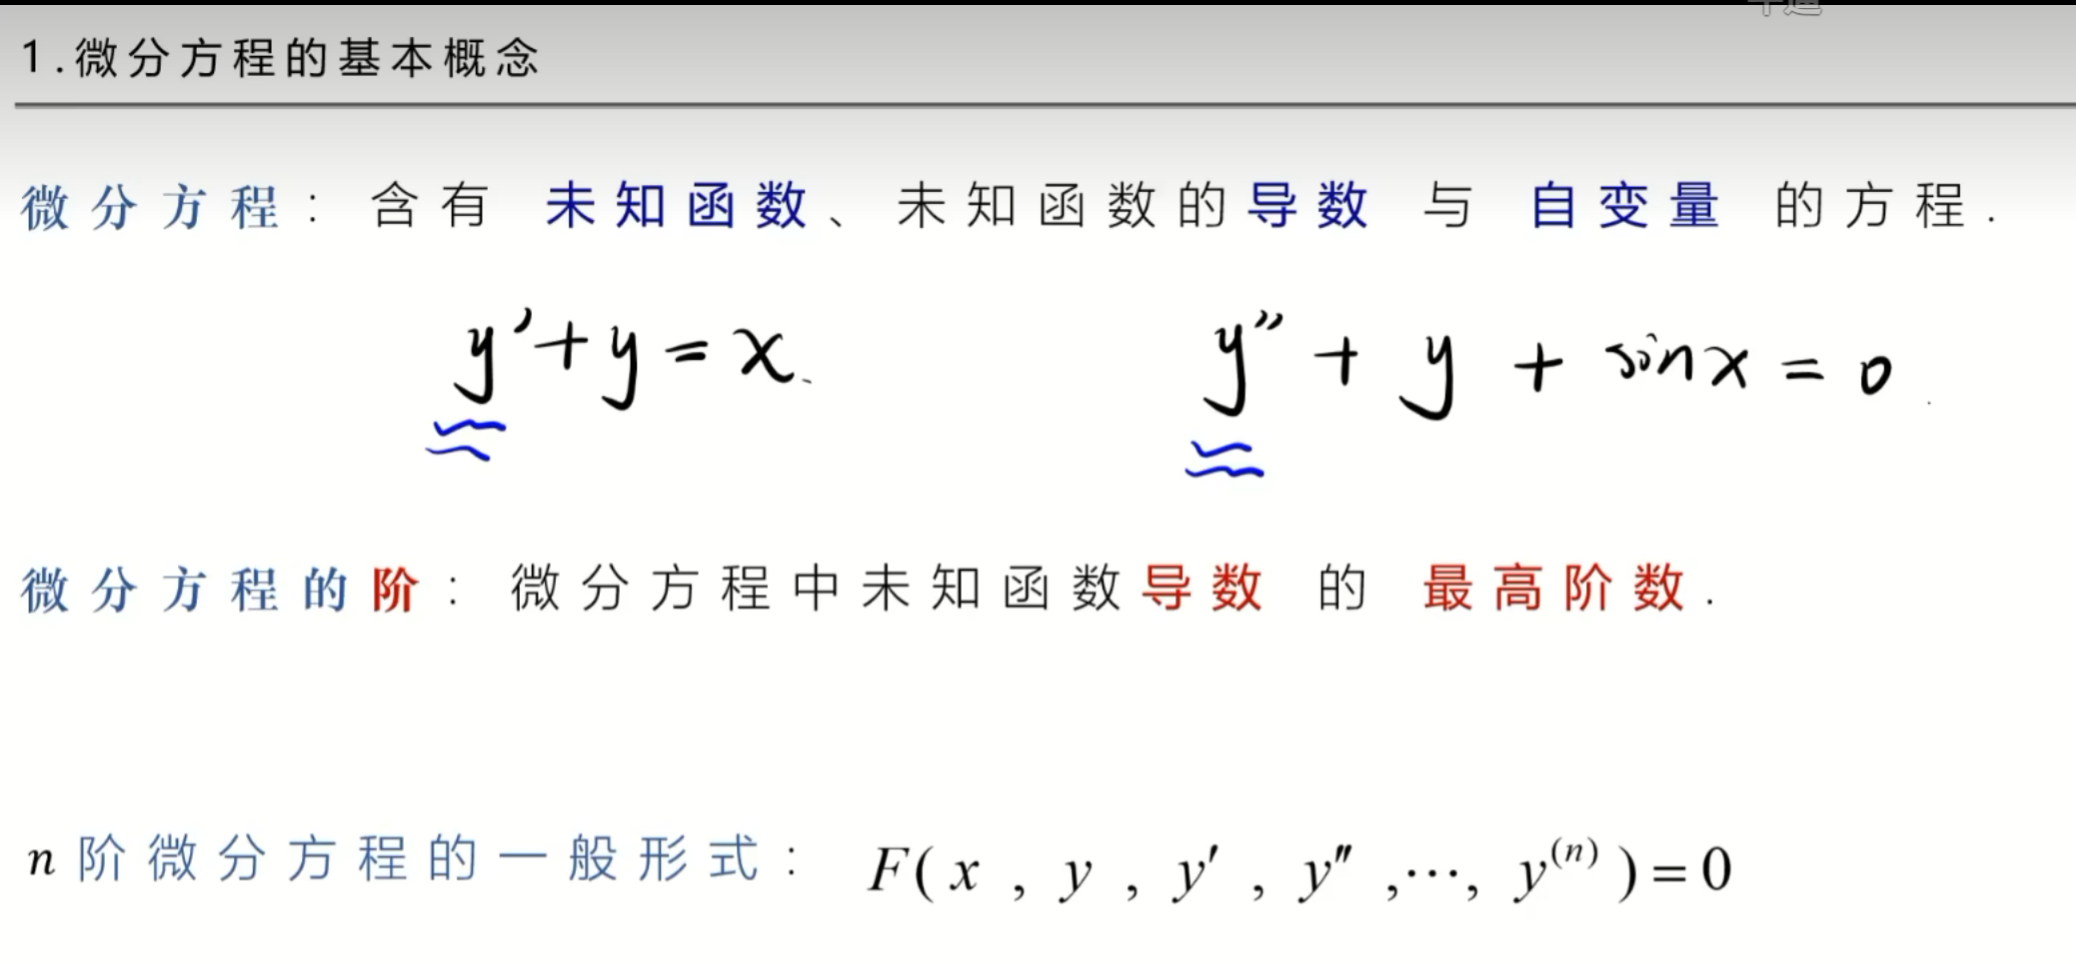 1.微分方程的基本概念
微分方程：含有 未知函数、未知函数的导数 与 自变量 的方程.
y′+y=x. y″+y+sinx=0.
微分方程的阶：微分方程中未知函数导数 的 最高阶数.
n阶微分方程的一般形式： F(x,y,y′,y″,⋯,y⁽ⁿ⁾)=0